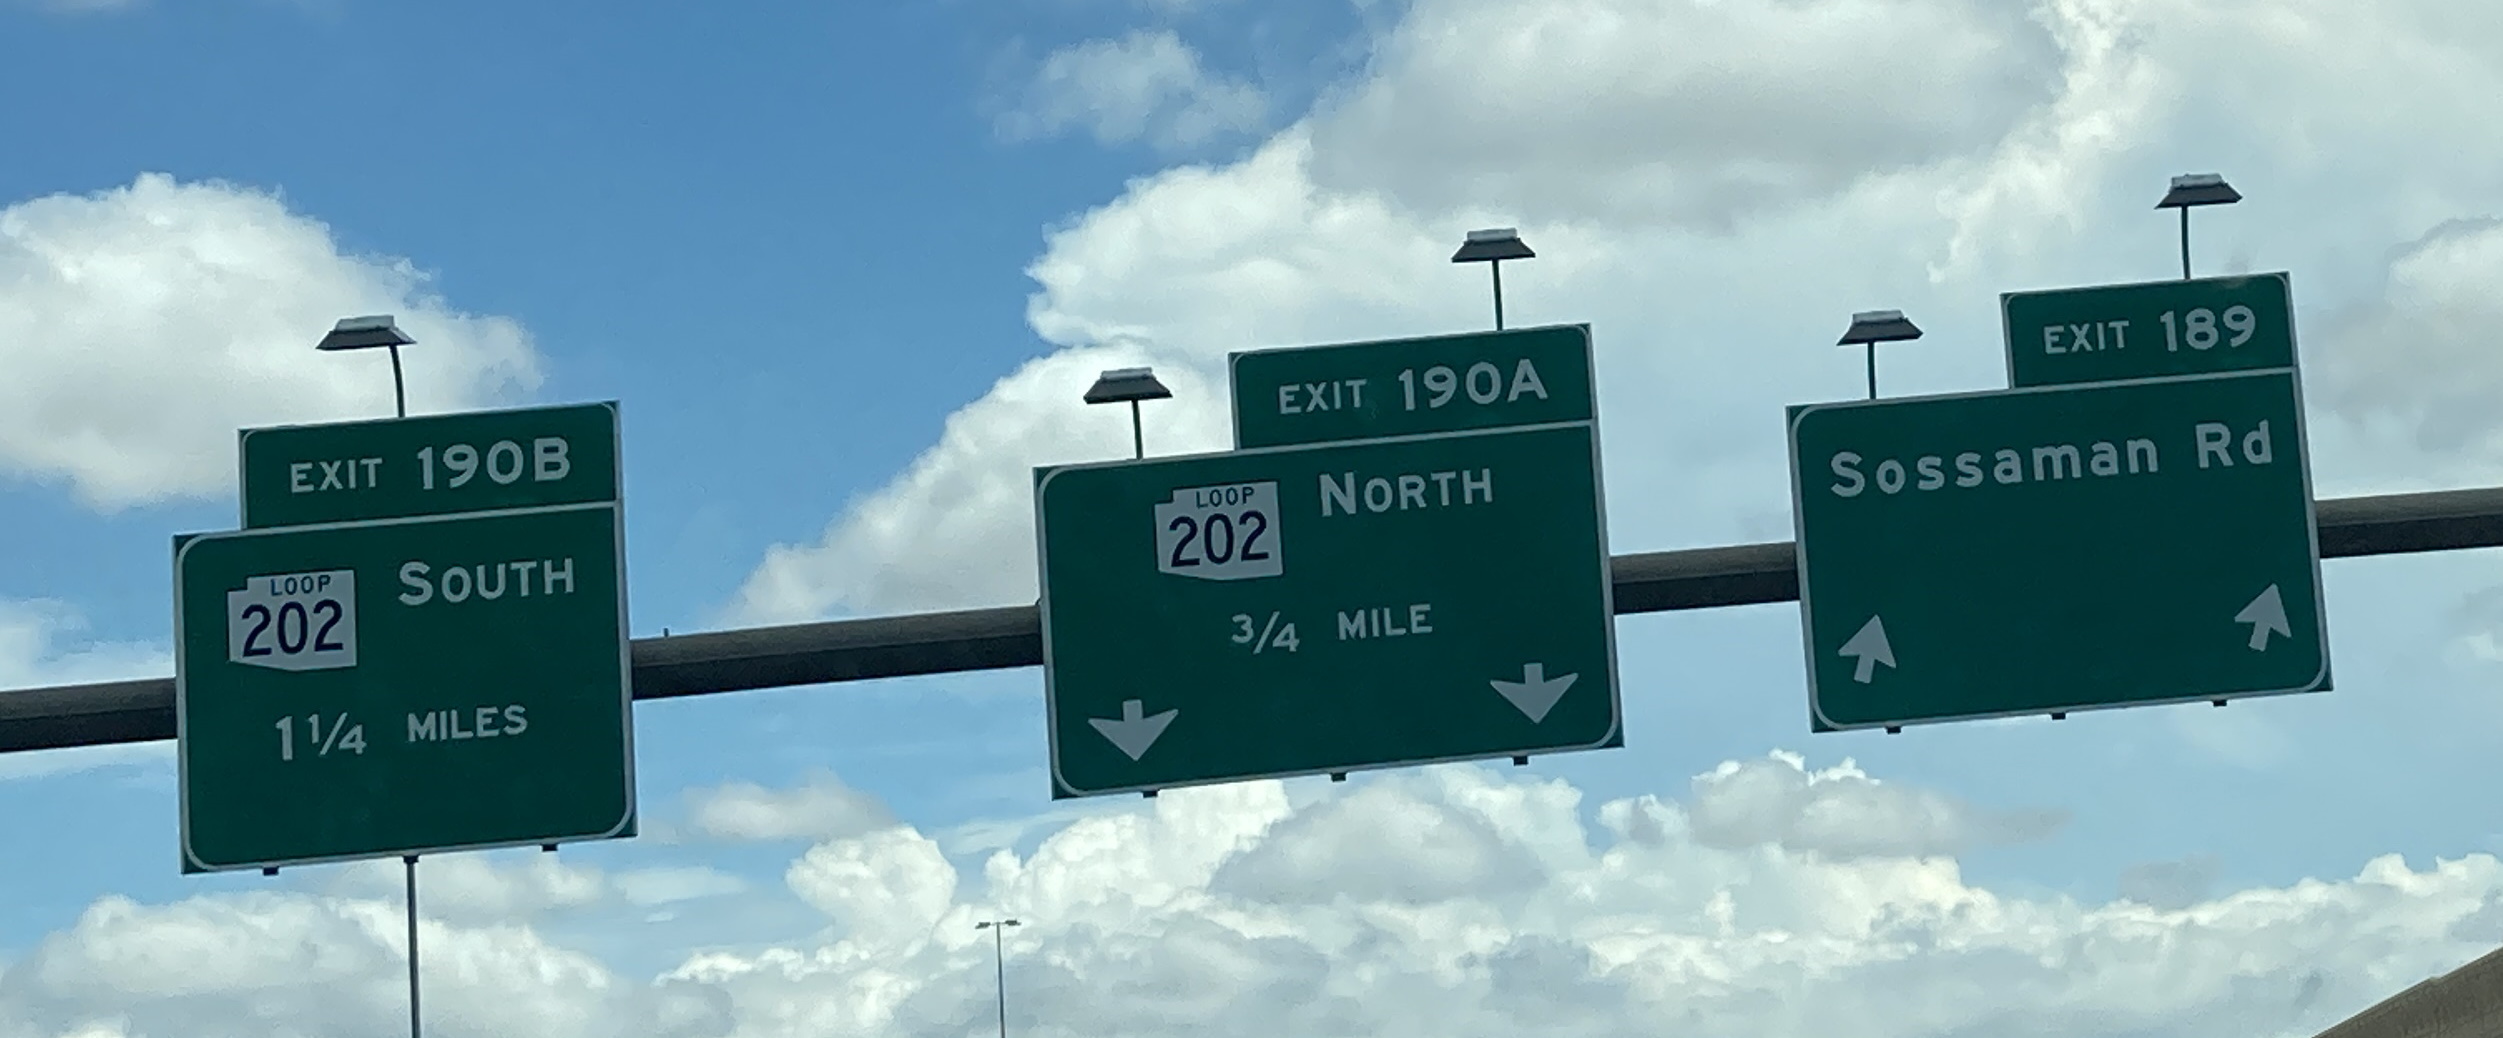 EXIT 190B
LOOP
202
SOUTH
1 1/4 MILES
EXIT 190A
LOOP
202
NORTH
3/4 MILE
EXIT 189
Sossaman Rd